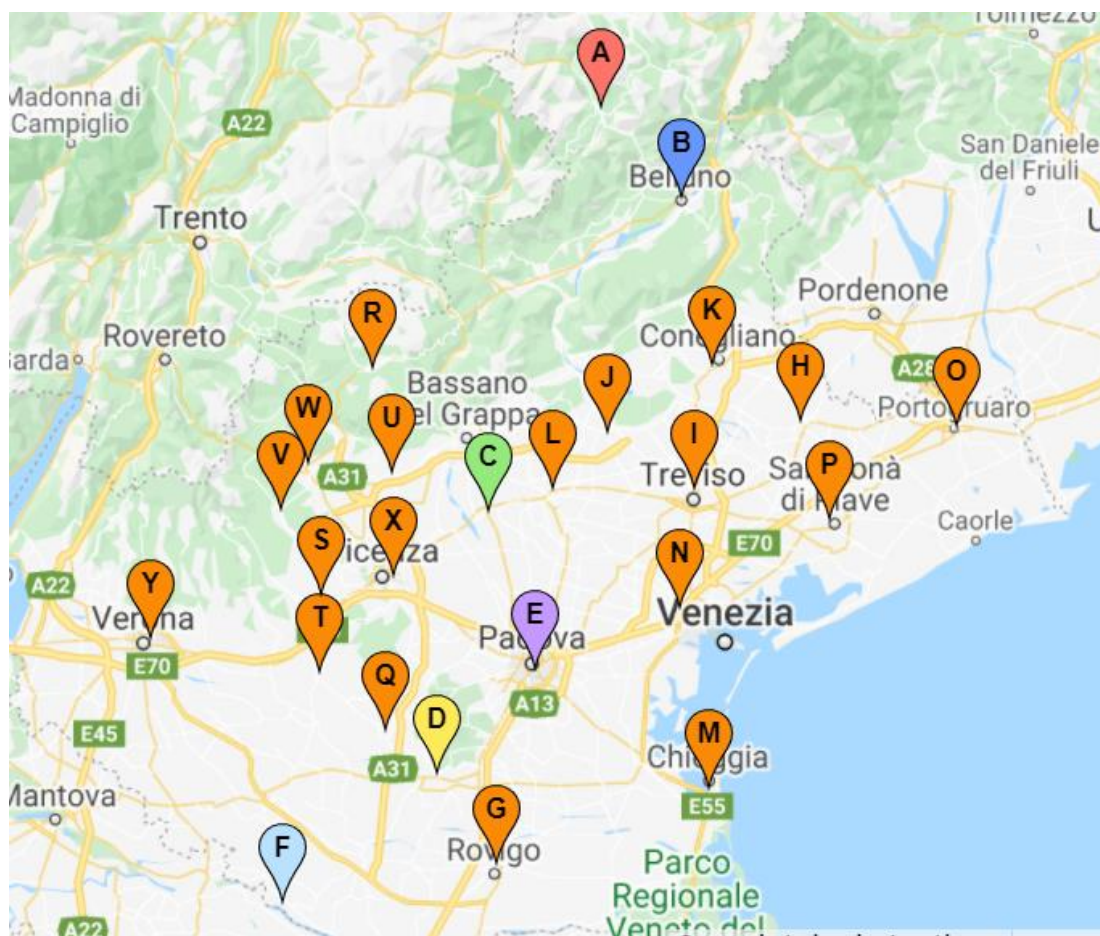 Tolmezzo
A
Madonna di
Campiglio
A22
B
San Daniele
del Friuli
Belluno
Trento
U
R
K
Pordenone
Rovereto
Conegliano
Garda
J
H
A28
O
Bassano
del Grappa
W
U
Portogruaro
V
L
I
C
A31
Treviso
P
San Donà
di Piave
X
S
Vicenza
N
E70
Caorle
A22
Y
T
E
Venezia
Verona
Padova
E70
Q
A13
D
E45
M
A31
Chioggia
Mantova
G
E55
F
Rovigo
Parco
Regionale
Veneto del
A22